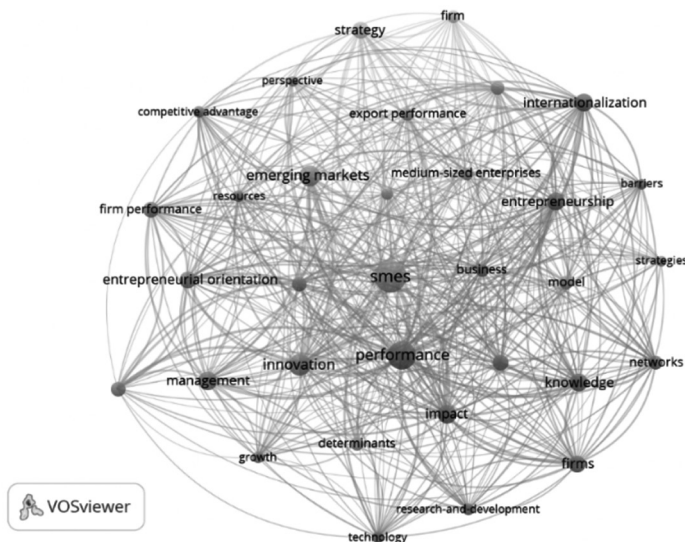 firm
strategy
perspective
internationalization
competitive advantage
export performance
medium-sized enterprises
emerging markets
barriers
resources
entrepreneurship
firm performance
strategies
business
smes
entrepreneurial orientation
model
performance
networks
innovation
management
knowledge
impact
determinants
growth
firms
research-and-development
technology
VOSviewer